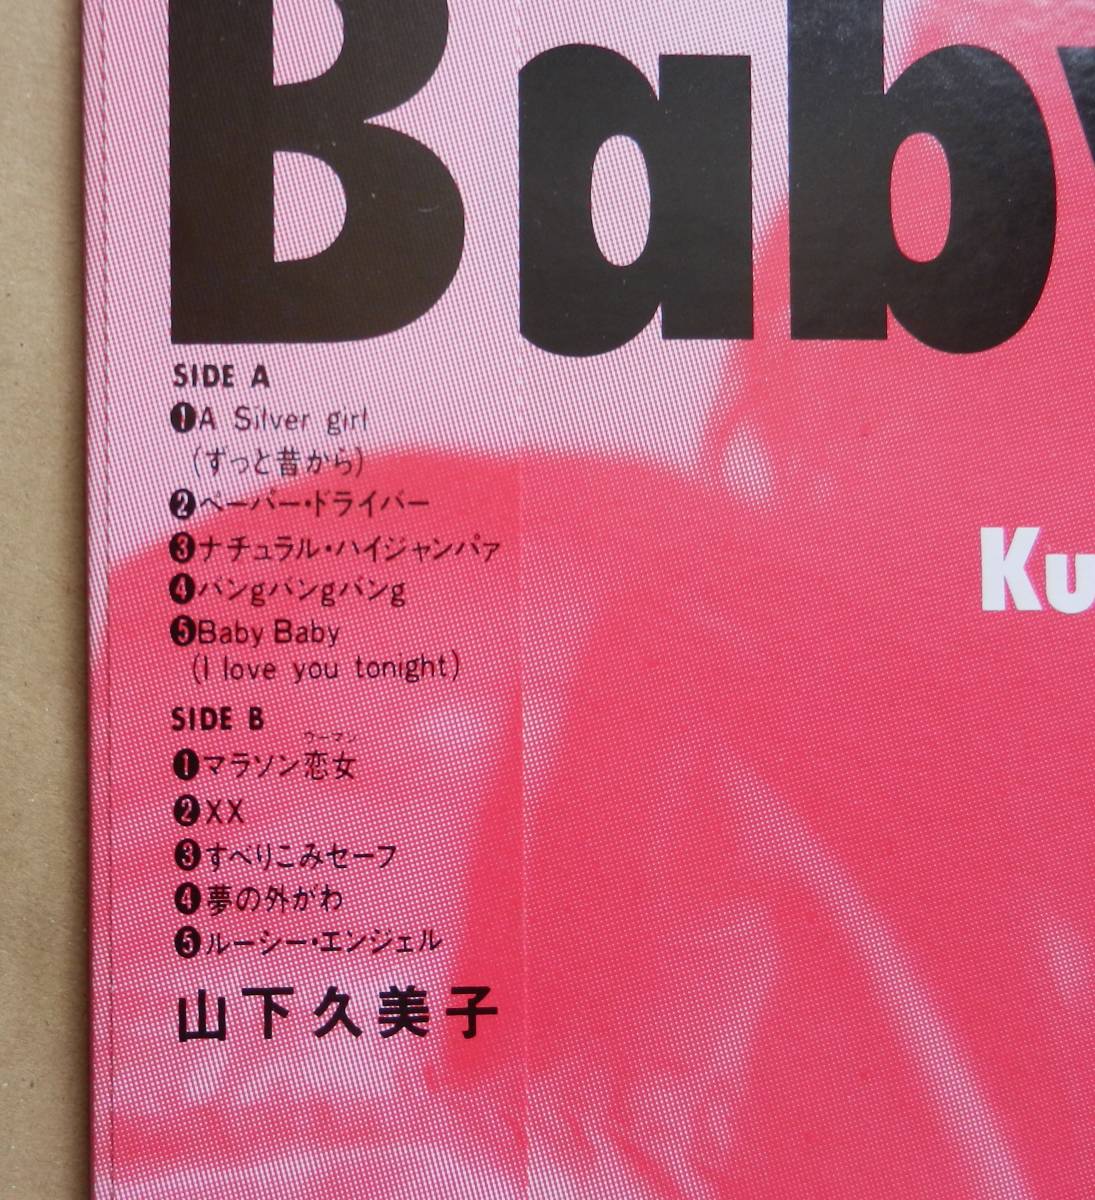 Baby
SIDE A
❶A Silver girl
(ずっと昔から)
❷ペーパー・ドライバー
❸ナチュラル・ハイジャンパァ
❹バンgバンgバンg
❺Baby Baby
(I love you tonight)
SIDE B
ウーマン
❶マラソン恋女
❷XX
❸すべりこみセーフ
❹夢の外がわ
❺ルーシー・エンジェル
山下久美子
Ku